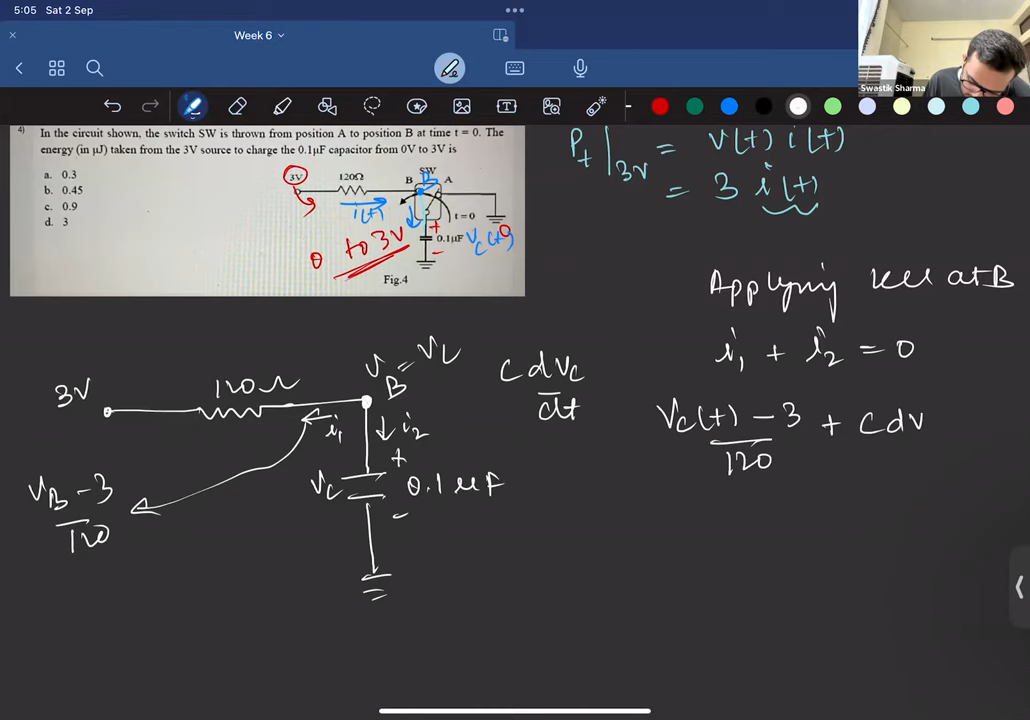 5:05 Sat 2 Sep
Week 6
Swastik Sharma
4) In the circuit shown, the switch SW is thrown from position A to position B at time t = 0. The
energy (in μJ) taken from the 3V source to charge the 0.1μF capacitor from 0V to 3V is
a. 0.3
b. 0.45
c. 0.9
d. 3
3V
120Ω
B
SW
A
B
i(t)
t=0
+
0.1μF
-
Vc(t)
0
0 to 3V
Fig.4
Pt|3V = v(t) i(t)
= 3 i(t)
Applying KCL at B
i1 + i2 = 0
Vc(t) - 3 + C dv
120
3V
120Ω
VB = Vc
C dVc
dt
i1
i2
+
Vc
0.1 μF
-
VB - 3
120